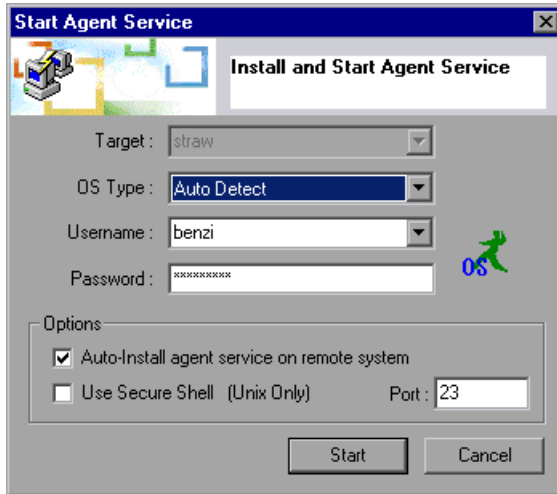 Start Agent Service
Install and Start Agent Service
Target : straw
OS Type : Auto Detect
Username : benzi
OS
Password : *********
Options
Auto-Install agent service on remote system
Use Secure Shell (Unix Only) Port : 23
Start Cancel